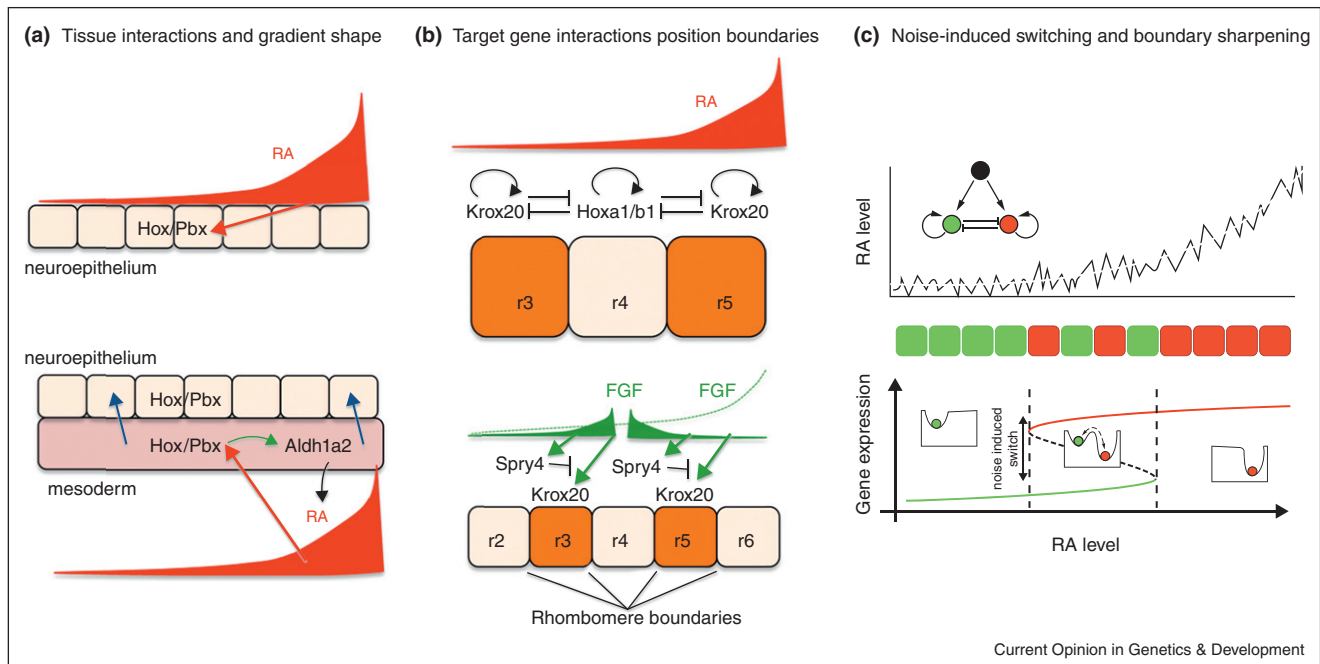 (a) Tissue interactions and gradient shape
RA
Hox/Pbx
neuroepithelium
neuroepithelium
Hox/Pbx
Hox/Pbx
Aldh1a2
mesoderm
RA
(b) Target gene interactions position boundaries
RA
Krox20
Hoxa1/b1
Krox20
r3
r4
r5
FGF
FGF
Spry4
Spry4
Krox20
Krox20
r2
r3
r4
r5
r6
Rhombomere boundaries
(c) Noise-induced switching and boundary sharpening
RA level
Gene expression
noise induced
switch
RA level
Current Opinion in Genetics & Development